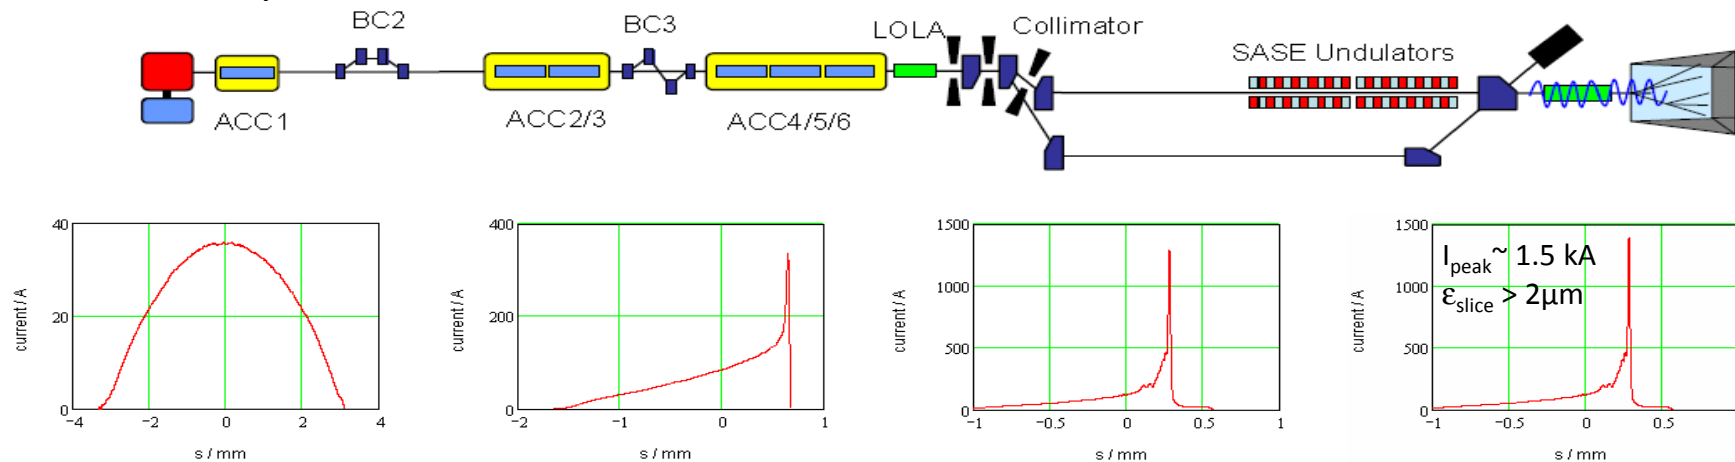 BC2
BC3
LOLA
Collimator
SASE Undulators
ACC1
ACC2/3
ACC4/5/6
40
20
0
current / A
−4
−2
0
2
4
s / mm
400
200
0
current / A
−2
−1
0
1
s / mm
1500
1000
500
0
current / A
−1
−0.5
0
0.5
1
s / mm
1500
1000
500
0
current / A
Ipeak~ 1.5 kA
εslice > 2μm
−1
−0.5
0
0.5
s / mm